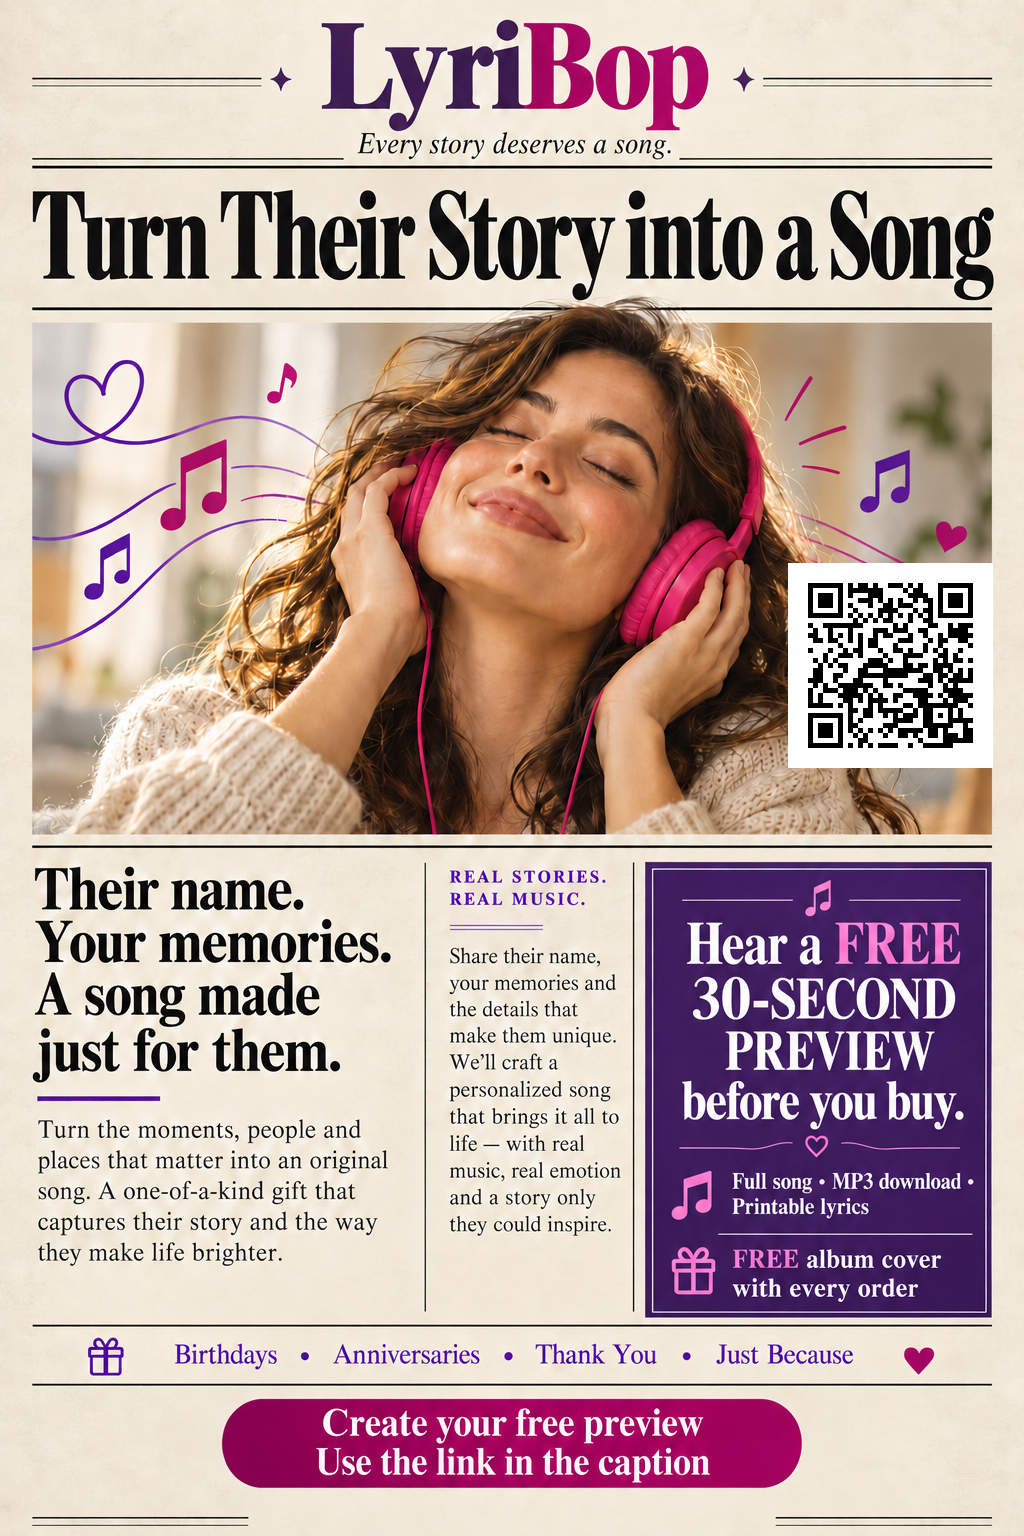 LyriBop
Every story deserves a song.
Turn Their Story into a Song
Their name.
Your memories.
A song made
just for them.
Turn the moments, people and
places that matter into an original
song. A one-of-a-kind gift that
captures their story and the way
they make life brighter.
REAL STORIES.
REAL MUSIC.
Share their name,
your memories and
the details that
make them unique.
We'll craft a
personalized song
that brings it all to
life — with real
music, real emotion
and a story only
they could inspire.
Hear a FREE
30-SECOND
PREVIEW
before you buy.
Full song • MP3 download •
Printable lyrics
FREE album cover
with every order
Birthdays • Anniversaries • Thank You • Just Because
Create your free preview
Use the link in the caption